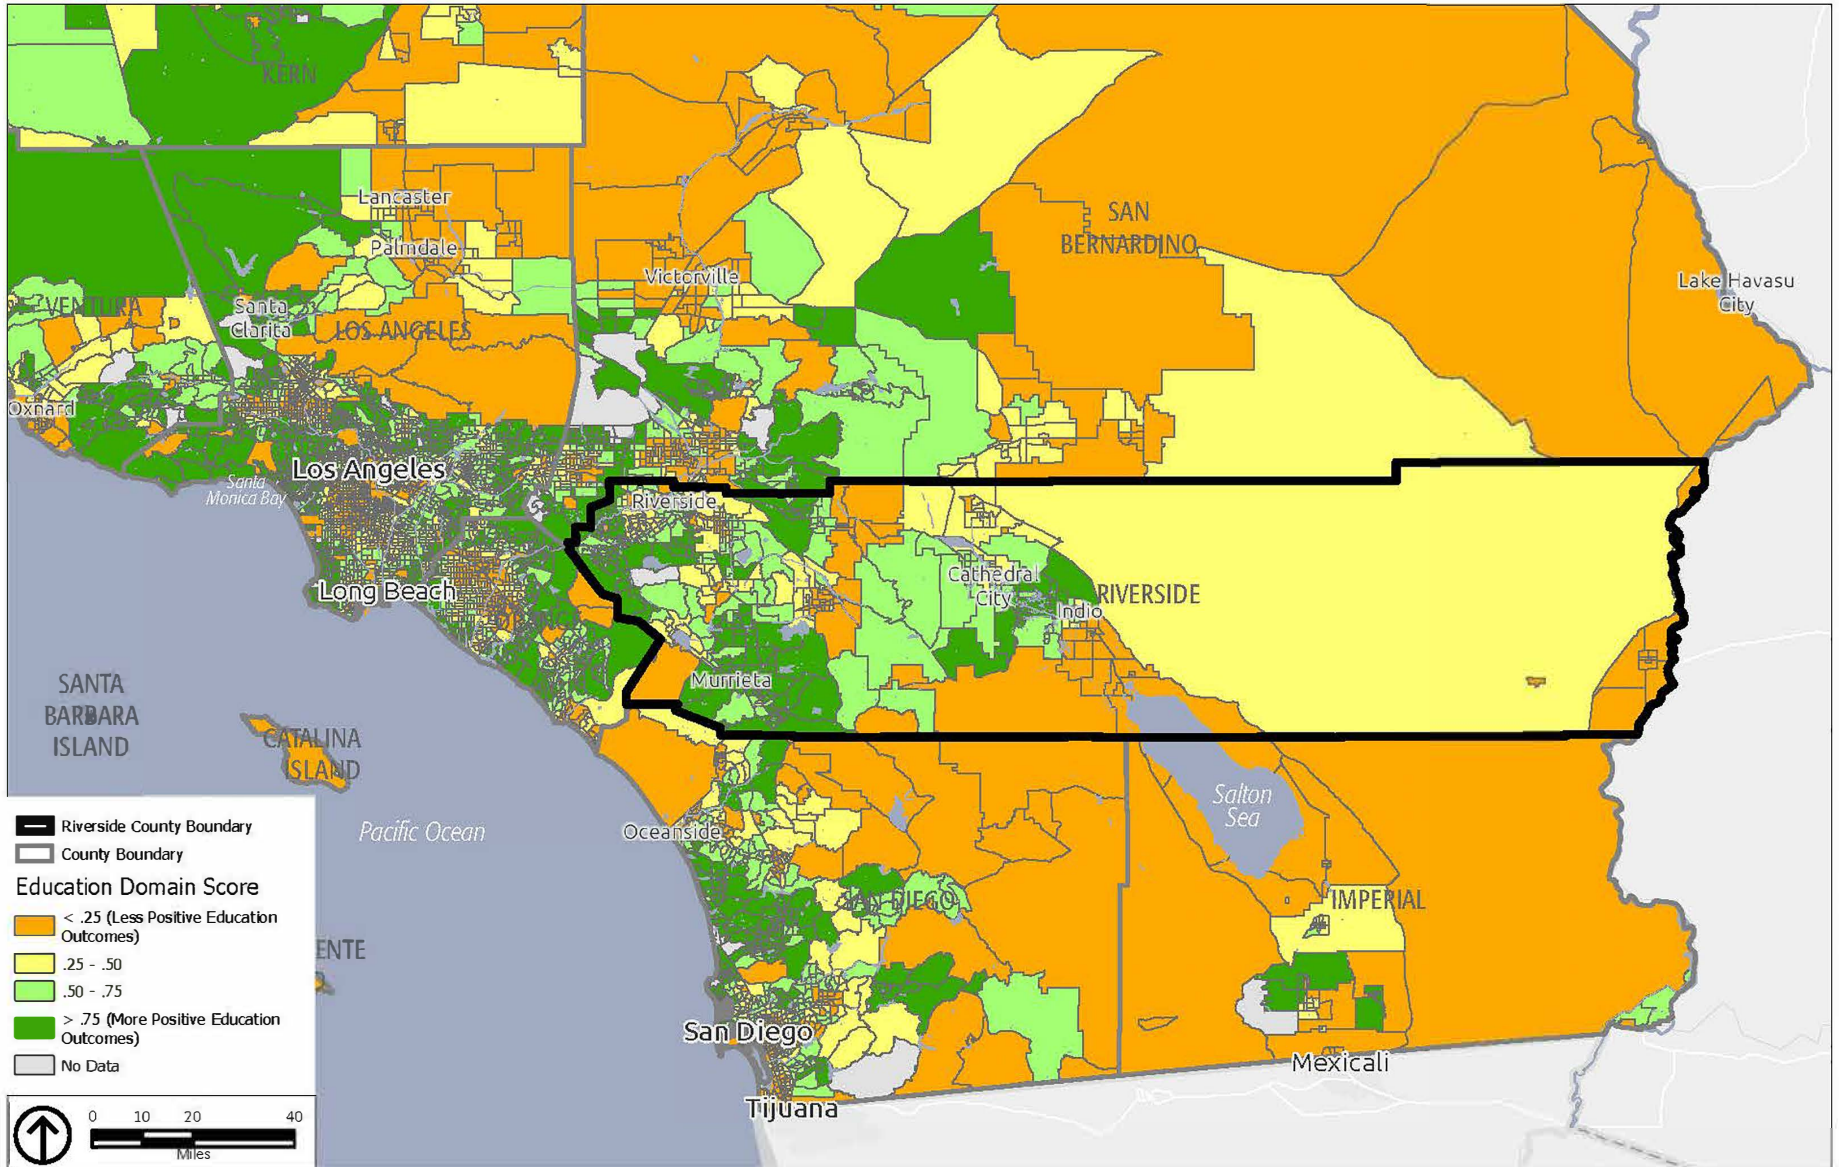 KERN
Lancaster
Palmdale
SAN
BERNARDINO
Lake Havasu
City
Victorville
VENTURA
Santa
Clarita
LOS ANGELES
Oxnard
Los Angeles
Santa
Monica Bay
Riverside
Long Beach
Cathedral
City
Indio
RIVERSIDE
Murrieta
SANTA
BARBARA
ISLAND
CATALINA
ISLAND
Salton
Sea
Pacific Ocean
Oceanside
SAN DIEGO
IMPERIAL
ENTE
San Diego
Mexicali
Tijuana
Riverside County Boundary
County Boundary
Education Domain Score
< .25 (Less Positive Education
Outcomes)
.25 - .50
.50 - .75
> .75 (More Positive Education
Outcomes)
No Data
0 10 20 40
Miles